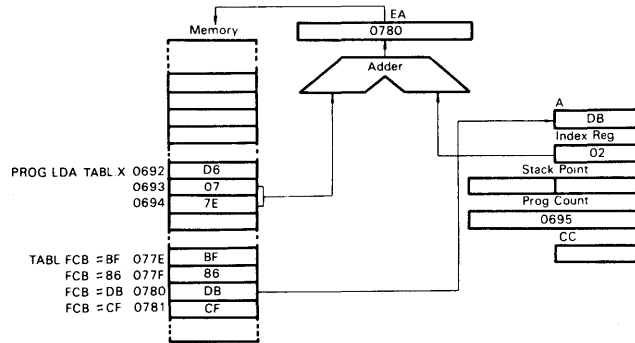 EA
Memory
0780
Adder
A
DB
Index Reg
02
Stack Point
Prog Count
0695
CC
PROG LDA TABL.X 0692 D6
0693 07
0694 7E
TABL FCB =BF 077E BF
FCB =86 077F 86
FCB =DB 0780 DB
FCB =CF 0781 CF